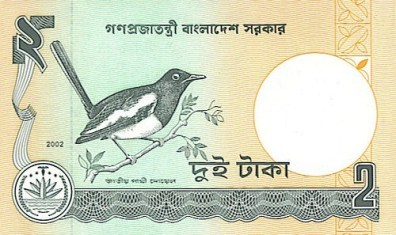 ২
গণপ্রজাতন্ত্রী বাংলাদেশ সরকার
2002
জাতীয় পাখী দোয়েল
দুই টাকা
2